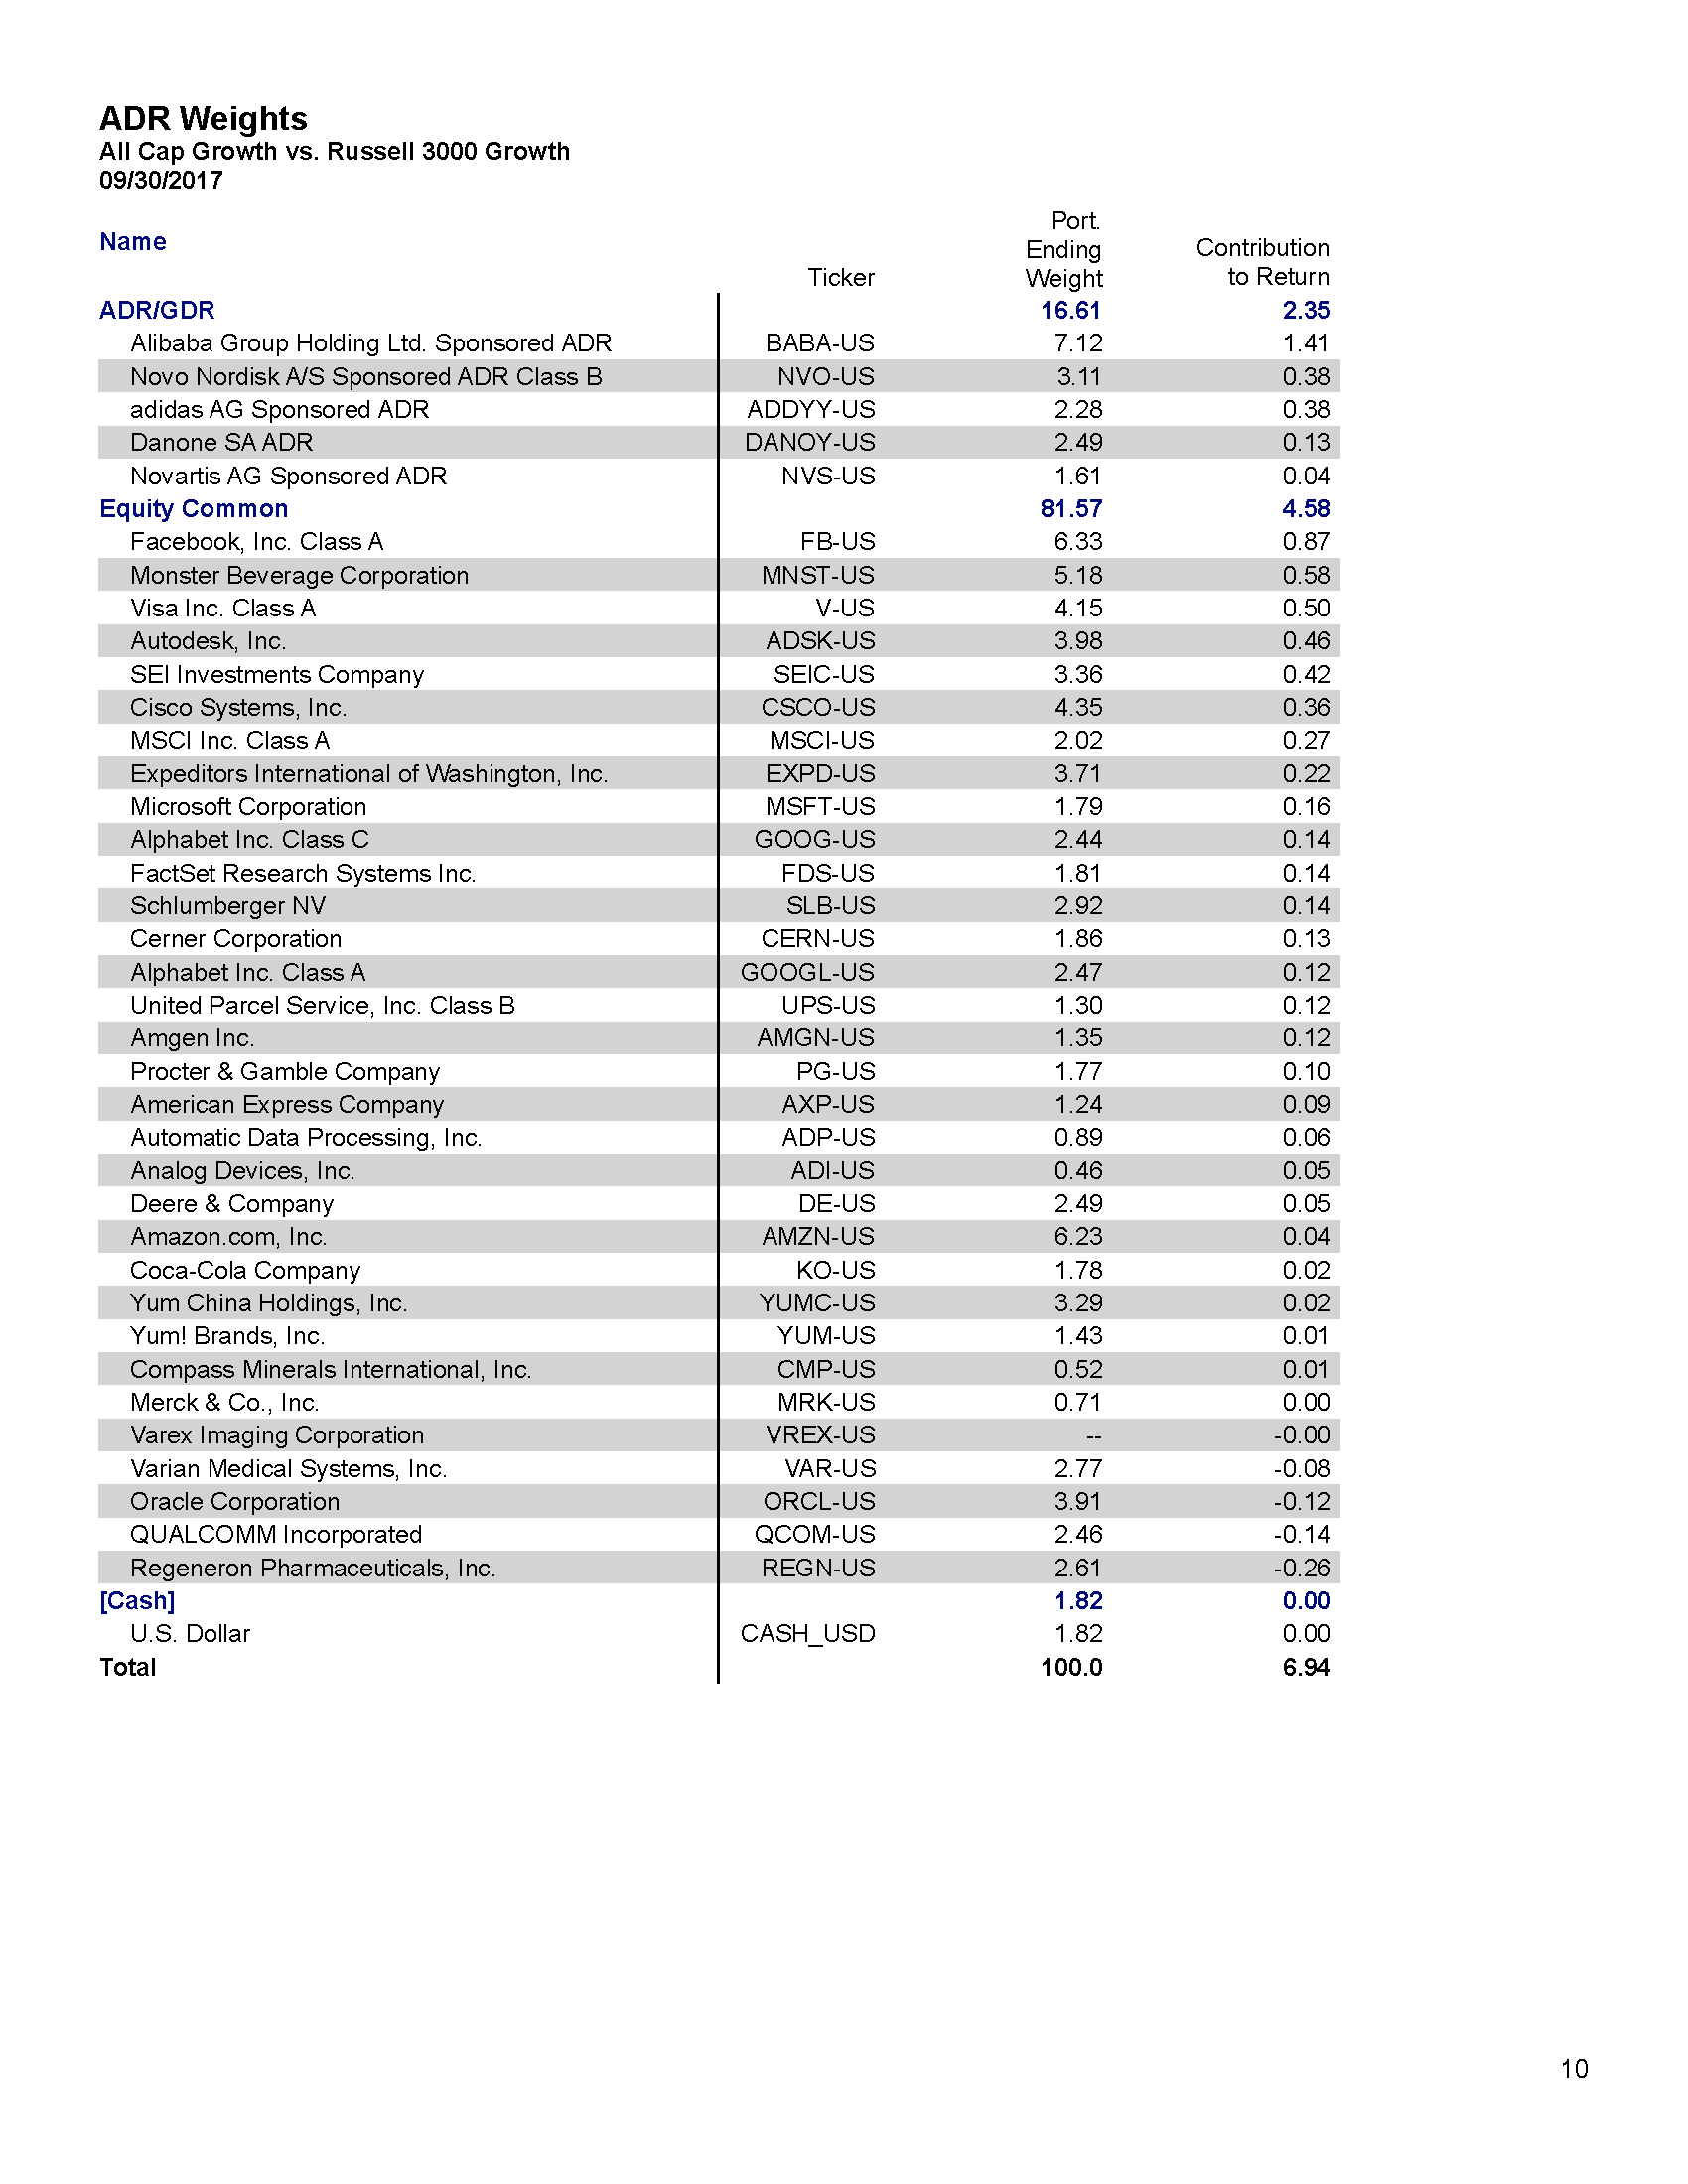 ADR Weights
All Cap Growth vs. Russell 3000 Growth
09/30/2017
Name Ticker Port. Ending Weight Contribution to Return
ADR/GDR 16.61 2.35
Alibaba Group Holding Ltd. Sponsored ADR BABA-US 7.12 1.41
Novo Nordisk A/S Sponsored ADR Class B NVO-US 3.11 0.38
adidas AG Sponsored ADR ADDYY-US 2.28 0.38
Danone SA ADR DANOY-US 2.49 0.13
Novartis AG Sponsored ADR NVS-US 1.61 0.04
Equity Common 81.57 4.58
Facebook, Inc. Class A FB-US 6.33 0.87
Monster Beverage Corporation MNST-US 5.18 0.58
Visa Inc. Class A V-US 4.15 0.50
Autodesk, Inc. ADSK-US 3.98 0.46
SEI Investments Company SEIC-US 3.36 0.42
Cisco Systems, Inc. CSCO-US 4.35 0.36
MSCI Inc. Class A MSCI-US 2.02 0.27
Expeditors International of Washington, Inc. EXPD-US 3.71 0.22
Microsoft Corporation MSFT-US 1.79 0.16
Alphabet Inc. Class C GOOG-US 2.44 0.14
FactSet Research Systems Inc. FDS-US 1.81 0.14
Schlumberger NV SLB-US 2.92 0.14
Cerner Corporation CERN-US 1.86 0.13
Alphabet Inc. Class A GOOGL-US 2.47 0.12
United Parcel Service, Inc. Class B UPS-US 1.30 0.12
Amgen Inc. AMGN-US 1.35 0.12
Procter & Gamble Company PG-US 1.77 0.10
American Express Company AXP-US 1.24 0.09
Automatic Data Processing, Inc. ADP-US 0.89 0.06
Analog Devices, Inc. ADI-US 0.46 0.05
Deere & Company DE-US 2.49 0.05
Amazon.com, Inc. AMZN-US 6.23 0.04
Coca-Cola Company KO-US 1.78 0.02
Yum China Holdings, Inc. YUMC-US 3.29 0.02
Yum! Brands, Inc. YUM-US 1.43 0.01
Compass Minerals International, Inc. CMP-US 0.52 0.01
Merck & Co., Inc. MRK-US 0.71 0.00
Varex Imaging Corporation VREX-US -- -0.00
Varian Medical Systems, Inc. VAR-US 2.77 -0.08
Oracle Corporation ORCL-US 3.91 -0.12
QUALCOMM Incorporated QCOM-US 2.46 -0.14
Regeneron Pharmaceuticals, Inc. REGN-US 2.61 -0.26
[Cash] 1.82 0.00
U.S. Dollar CASH_USD 1.82 0.00
Total 100.0 6.94
10